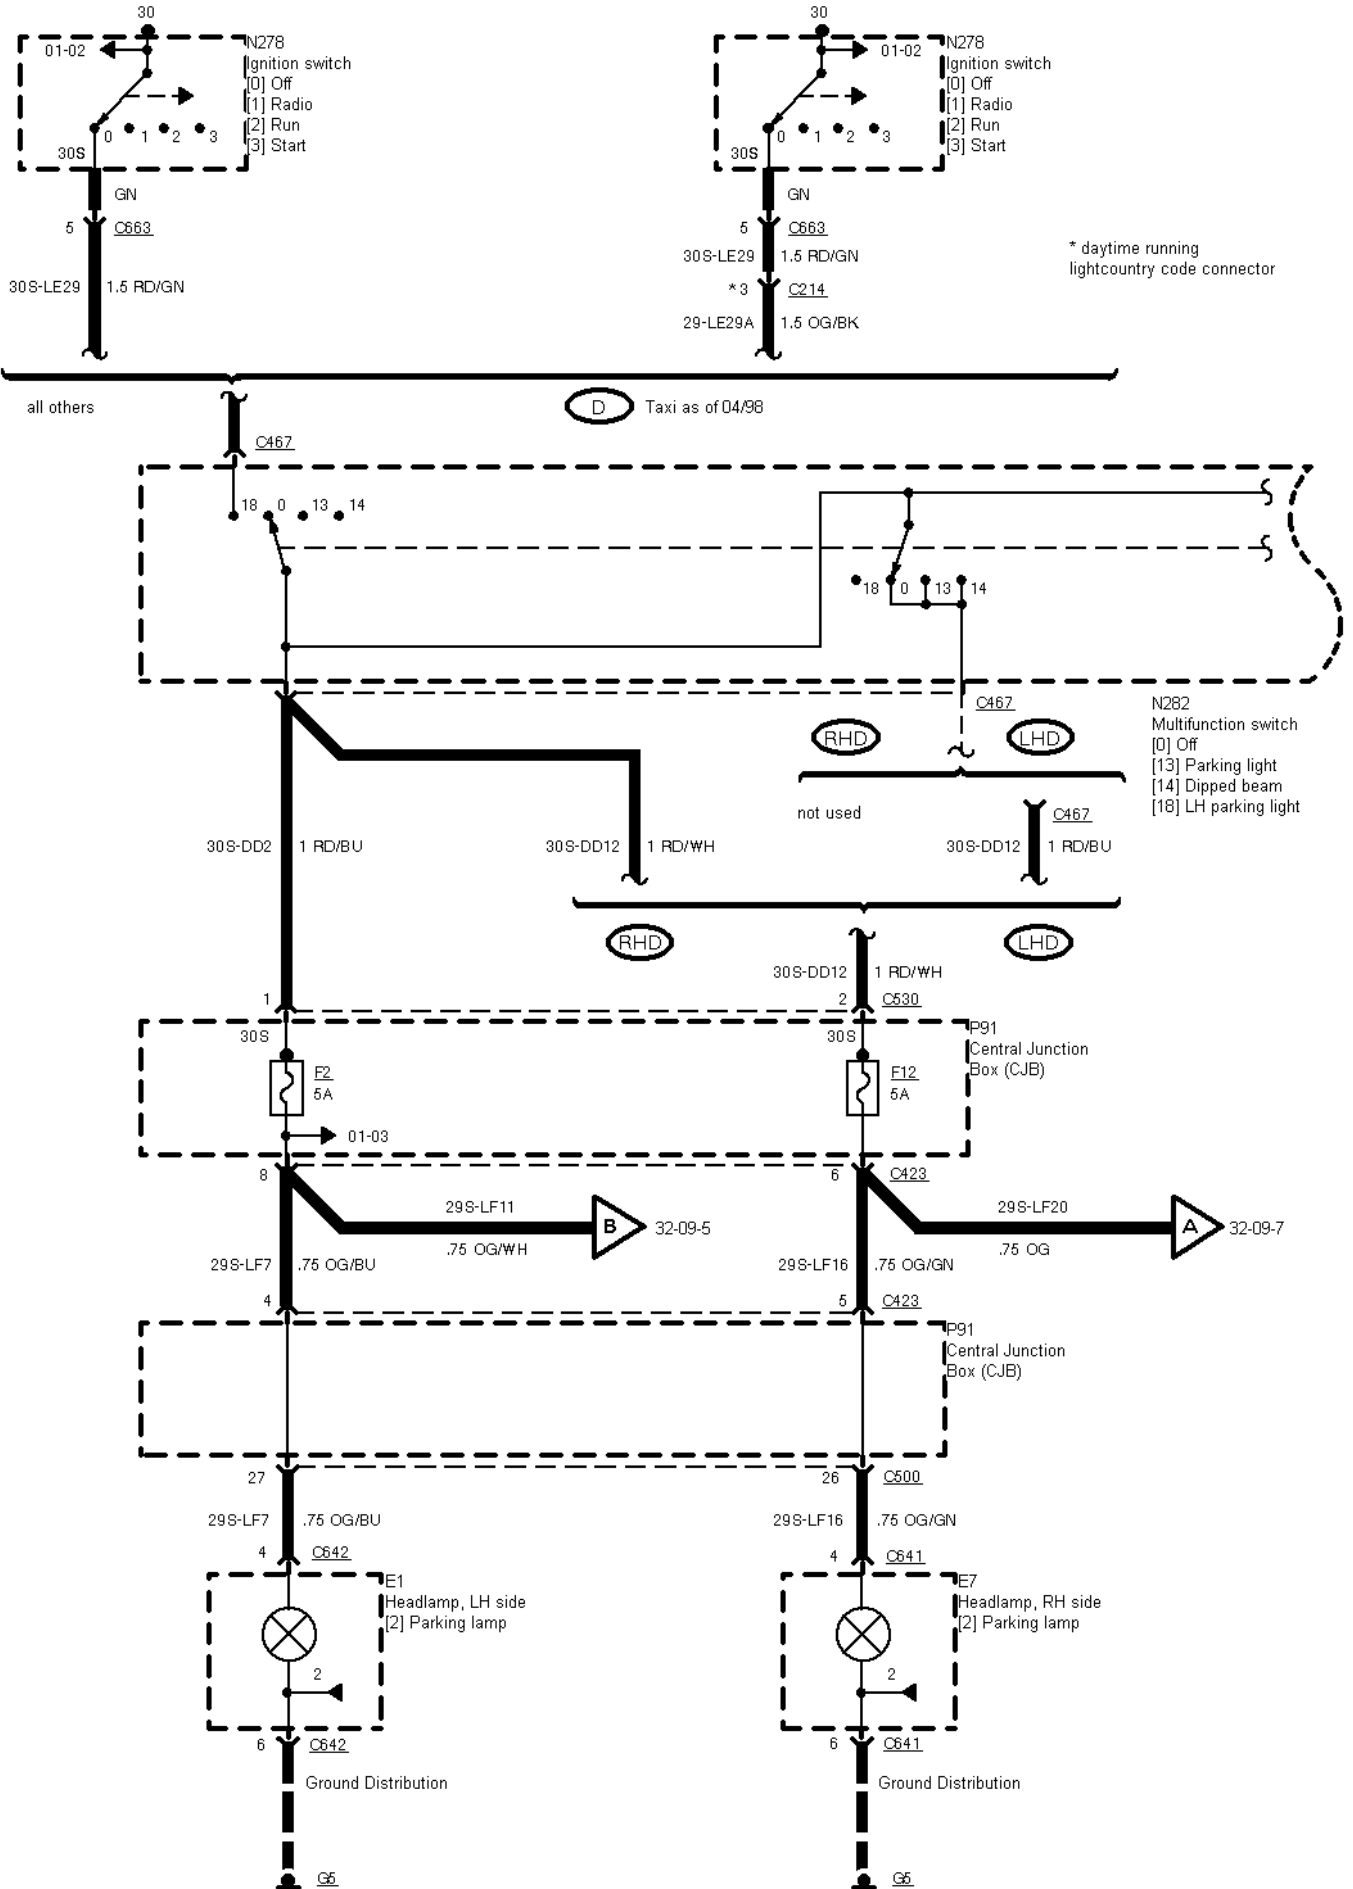 30
30
01-02
N278
Ignition switch
[0] Off
[1] Radio
[2] Run
[3] Start
0 1 2 3
30S
01-02
N278
Ignition switch
[0] Off
[1] Radio
[2] Run
[3] Start
0 1 2 3
30S
GN
5 C663
30S-LE29 1.5 RD/GN
GN
5 C663
30S-LE29 1.5 RD/GN
*3 C214
29-LE29A 1.5 OG/BK
* daytime running
lightcountry code connector
all others
D Taxi as of 04/98
C467
18 0 13 14
18 0 13 14
C467
N282
Multifunction switch
[0] Off
[13] Parking light
[14] Dipped beam
[18] LH parking light
RHD LHD
not used
C467
30S-DD2 1 RD/BU
30S-DD12 1 RD/WH
30S-DD12 1 RD/BU
RHD LHD
30S-DD12 1 RD/WH
1 2 C530
30S 30S
P91
Central Junction
Box (CJB)
F2
5A
F12
5A
01-03
8 6 C423
29S-LF11
.75 OG/WH
B 32-09-5
29S-LF20
.75 OG
A 32-09-7
29S-LF7 .75 OG/BU
29S-LF16 .75 OG/GN
4 5 C423
P91
Central Junction
Box (CJB)
27 26 C500
29S-LF7 .75 OG/BU
29S-LF16 .75 OG/GN
4 C642
4 C641
E1
Headlamp, LH side
[2] Parking lamp
2
E7
Headlamp, RH side
[2] Parking lamp
2
6 C642
6 C641
Ground Distribution
Ground Distribution
G5
G5